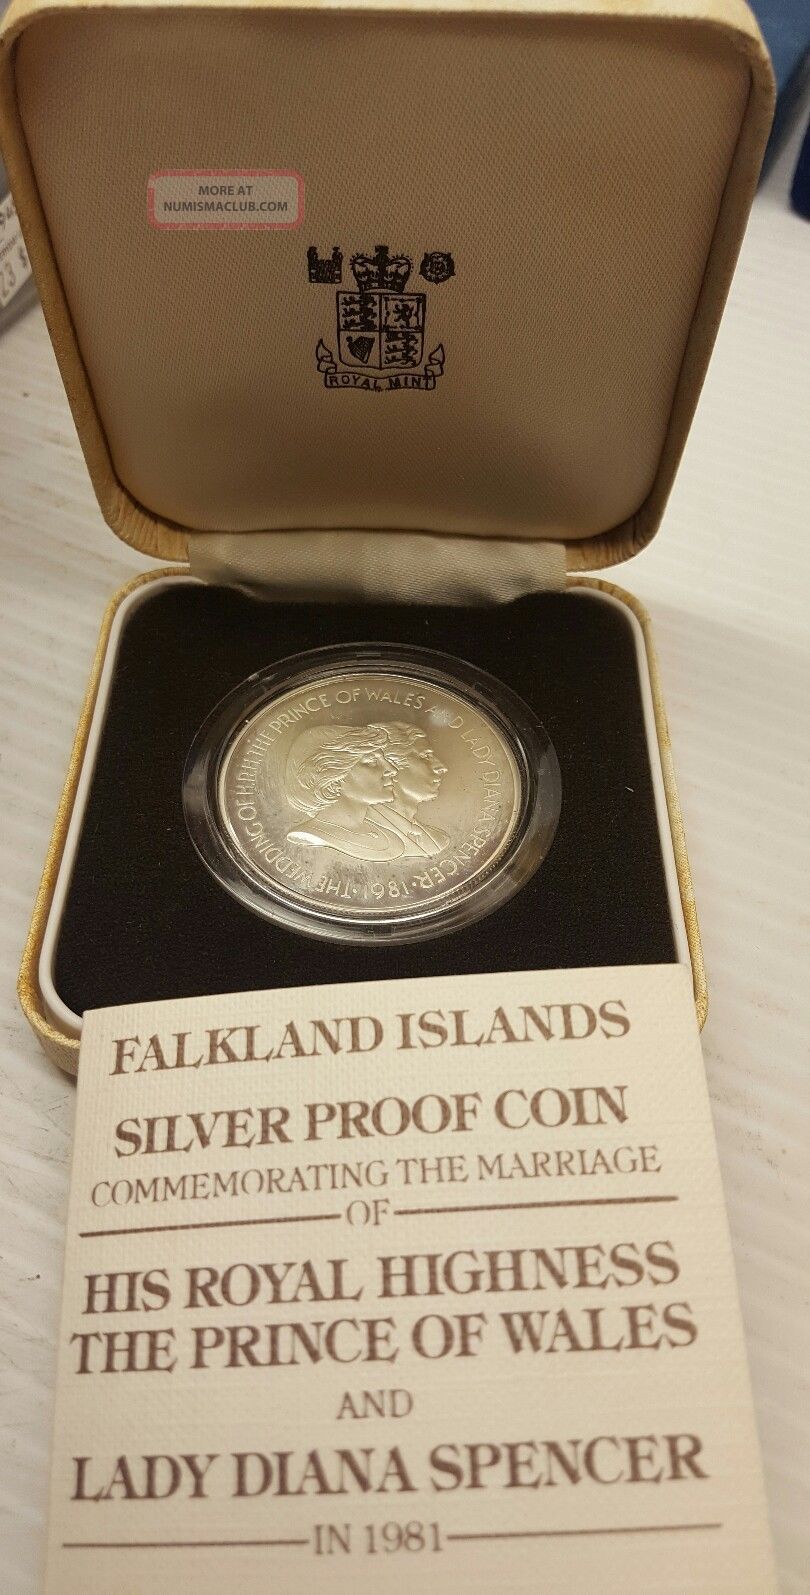 MORE AT
NUMISMACLUB.COM
ROYAL MINT
·THE WEDDING OF H.R.H. THE PRINCE OF WALES AND LADY DIANA SPENCER·1981
FALKLAND ISLANDS
SILVER PROOF COIN
COMMEMORATING THE MARRIAGE
OF
HIS ROYAL HIGHNESS
THE PRINCE OF WALES
AND
LADY DIANA SPENCER
IN 1981